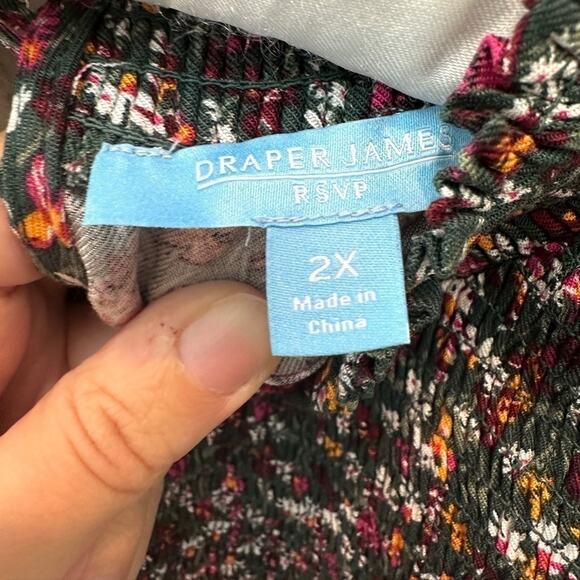 DRAPER JAMES
RSVP
2X
Made in
China